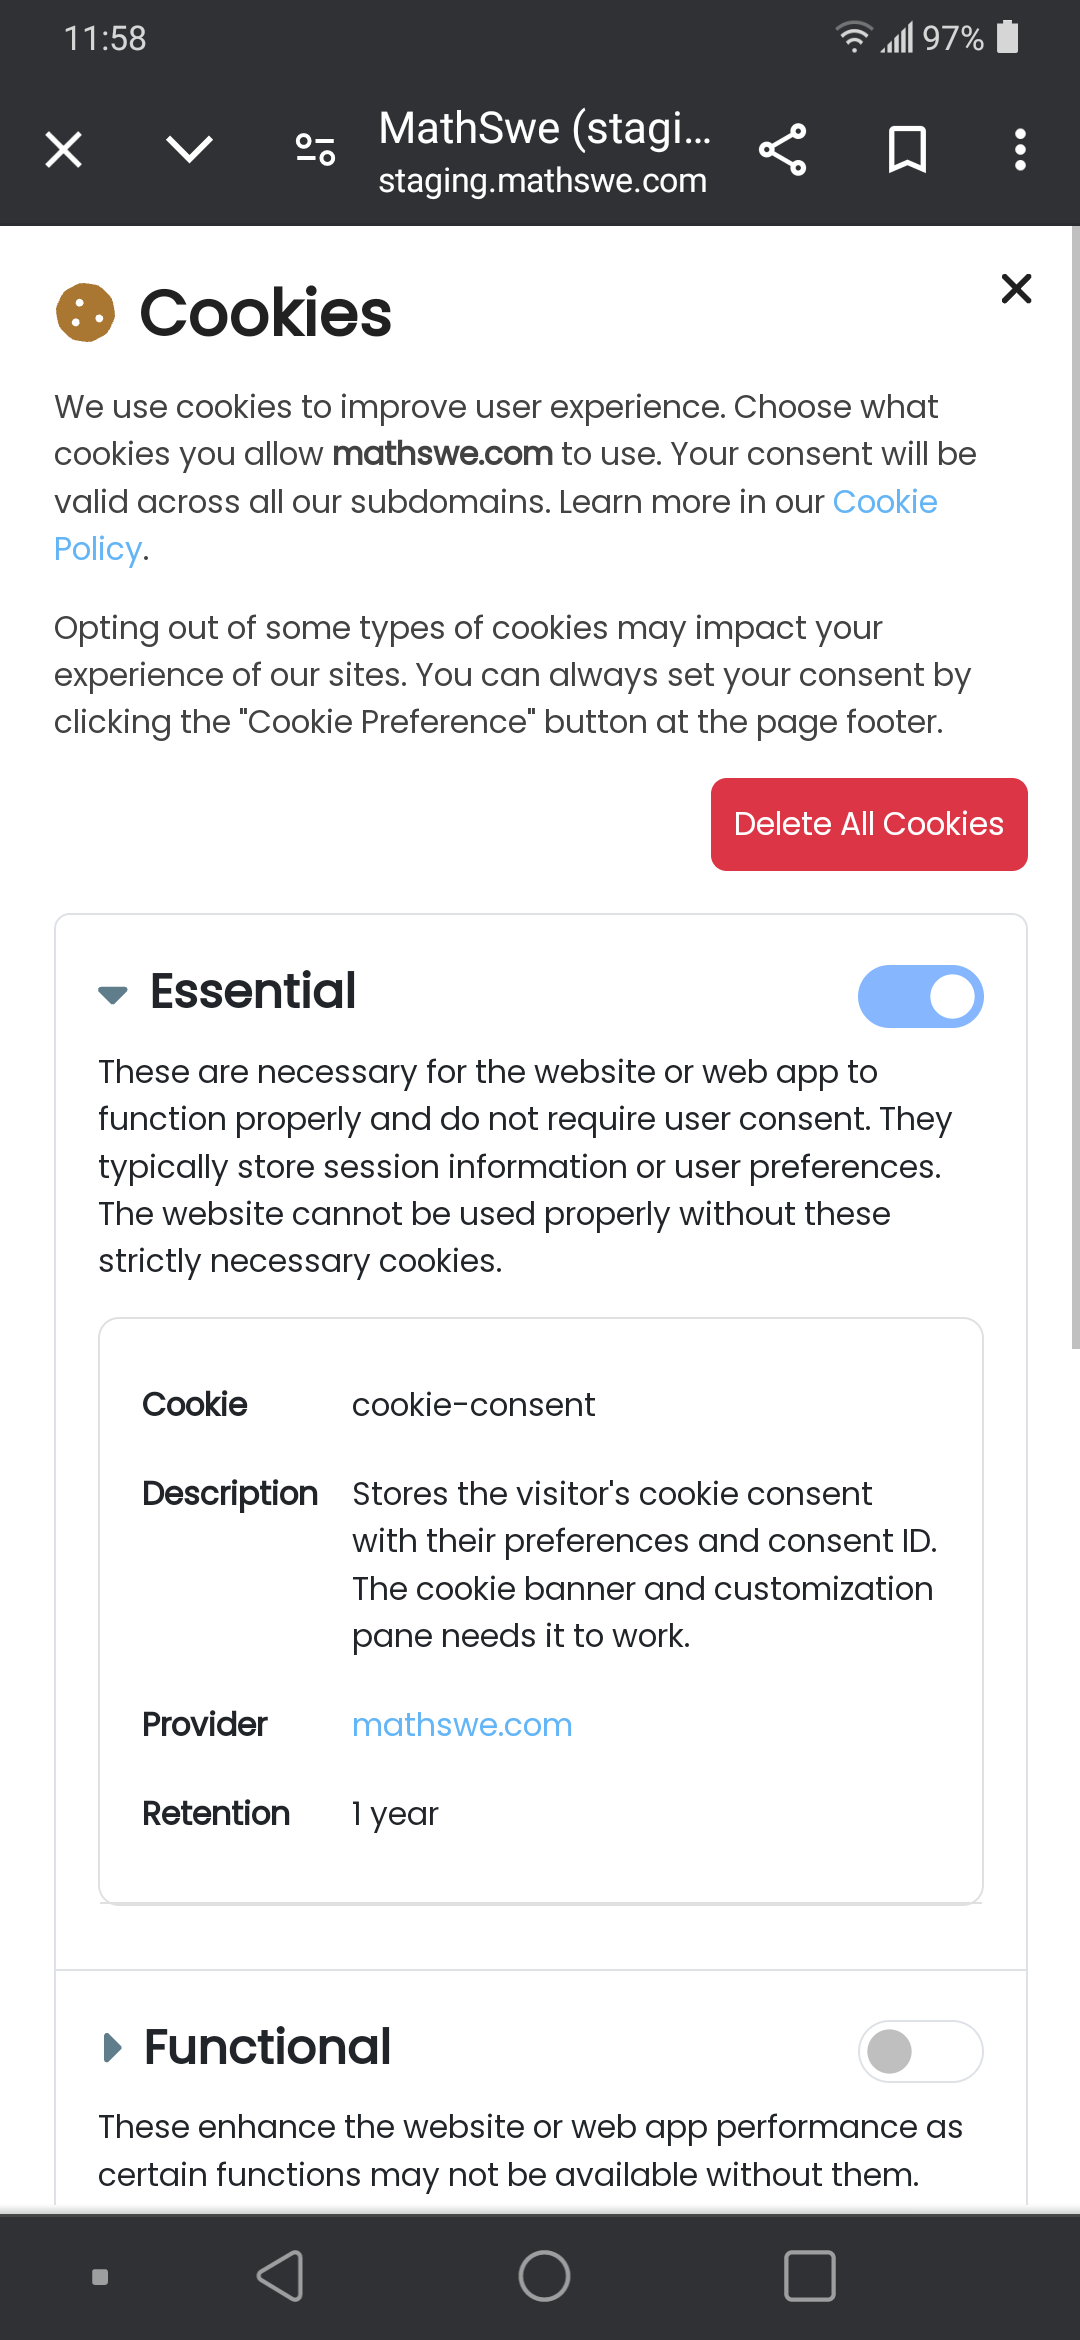 11:58
97%
MathSwe (stagi...
staging.mathswe.com
Cookies
We use cookies to improve user experience. Choose what
cookies you allow mathswe.com to use. Your consent will be
valid across all our subdomains. Learn more in our Cookie
Policy.
Opting out of some types of cookies may impact your
experience of our sites. You can always set your consent by
clicking the "Cookie Preference" button at the page footer.
Delete All Cookies
Essential
These are necessary for the website or web app to
function properly and do not require user consent. They
typically store session information or user preferences.
The website cannot be used properly without these
strictly necessary cookies.
Cookie cookie-consent
Description Stores the visitor's cookie consent
with their preferences and consent ID.
The cookie banner and customization
pane needs it to work.
Provider mathswe.com
Retention 1 year
Functional
These enhance the website or web app performance as
certain functions may not be available without them.